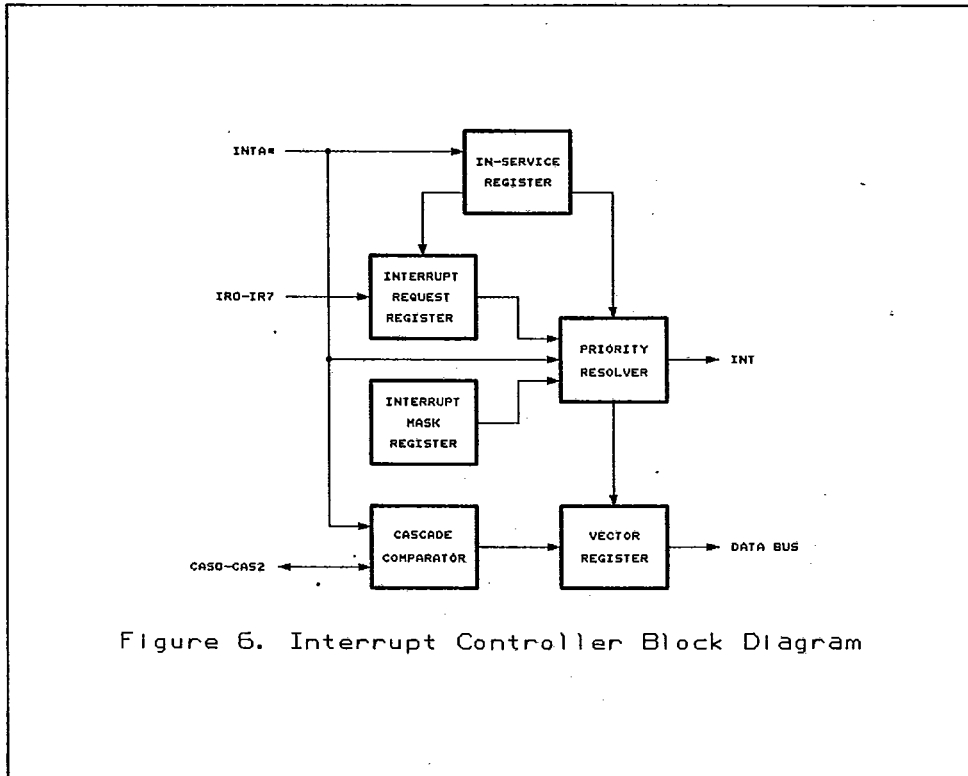 INTA*
IN-SERVICE
REGISTER
IR0-IR7
INTERRUPT
REQUEST
REGISTER
PRIORITY
RESOLVER
INT
INTERRUPT
MASK
REGISTER
CASCADE
COMPARATOR
VECTOR
REGISTER
DATA BUS
CAS0-CAS2
Figure 6. Interrupt Controller Block Diagram